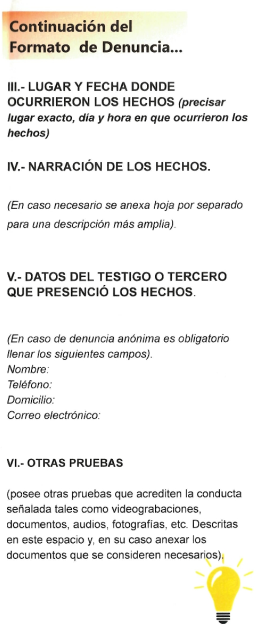 Continuación del
Formato  de Denuncia...
III.- LUGAR Y FECHA DONDE
OCURRIERON LOS HECHOS (precisar
lugar exacto, día y hora en que ocurrieron los
hechos)
IV.- NARRACIÓN DE LOS HECHOS.
(En caso necesario se anexa hoja por separado
para una descripción más amplia).
V.- DATOS DEL TESTIGO O TERCERO
QUE PRESENCIÓ LOS HECHOS.
(En caso de denuncia anónima es obligatorio
llenar los siguientes campos).
Nombre:
Teléfono:
Domicilio:
Correo electrónico:
VI.- OTRAS PRUEBAS
(posee otras pruebas que acrediten la conducta
señalada tales como videograbaciones,
documentos, audios, fotografías, etc. Descritas
en este espacio y, en su caso anexar los
documentos que se consideren necesarios).